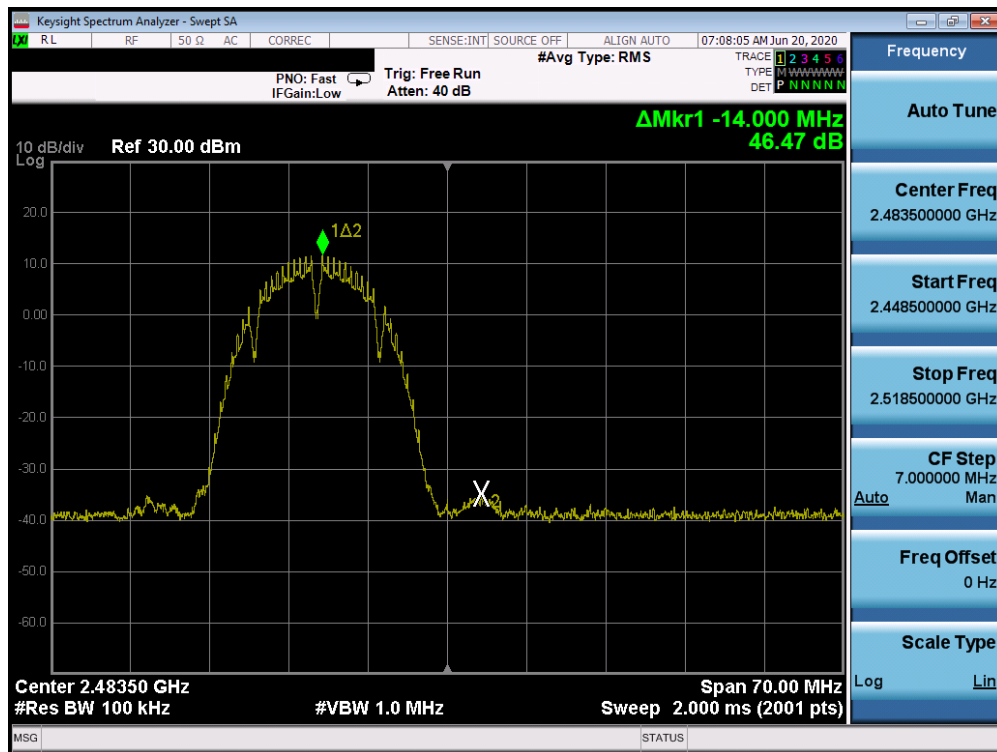 Keysight Spectrum Analyzer - Swept SA
LXI RL RF 50 Ω AC CORREC SENSE:INT SOURCE OFF ALIGN AUTO 07:08:05 AM Jun 20, 2020
PNO: Fast
IFGain:Low
Trig: Free Run
Atten: 40 dB
#Avg Type: RMS
TRACE 1 2 3 4 5 6
TYPE M WWWWW
DET P N N N N N
ΔMkr1 -14.000 MHz
46.47 dB
10 dB/div Ref 30.00 dBm
Log
20.0
10.0
0.00
-10.0
-20.0
-30.0
-40.0
-50.0
-60.0
1Δ2
X2
Center 2.48350 GHz Span 70.00 MHz
#Res BW 100 kHz #VBW 1.0 MHz Sweep 2.000 ms (2001 pts)
MSG STATUS
Frequency
Auto Tune
Center Freq
2.483500000 GHz
Start Freq
2.448500000 GHz
Stop Freq
2.518500000 GHz
CF Step
7.000000 MHz
Auto Man
Freq Offset
0 Hz
Scale Type
Log Lin